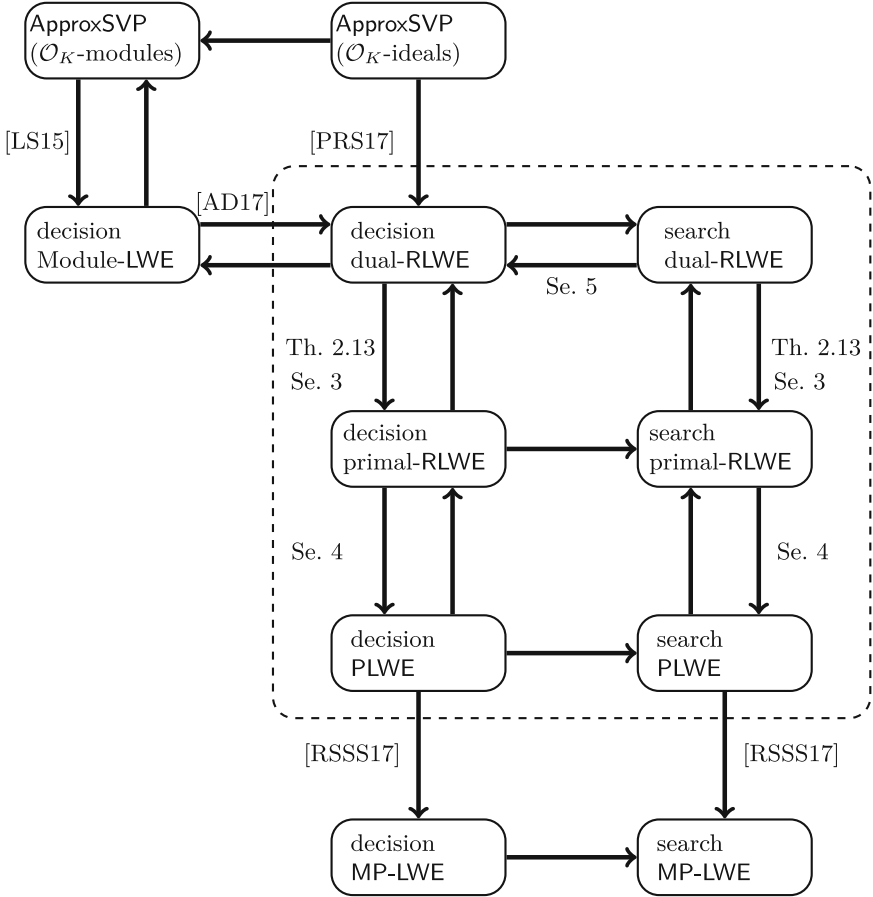 ApproxSVP
(𝒪_K-modules)
ApproxSVP
(𝒪_K-ideals)
[LS15]
[PRS17]
[AD17]
decision
Module-LWE
decision
dual-RLWE
search
dual-RLWE
Se. 5
Th. 2.13
Se. 3
Th. 2.13
Se. 3
decision
primal-RLWE
search
primal-RLWE
Se. 4
Se. 4
decision
PLWE
search
PLWE
[RSSS17]
[RSSS17]
decision
MP-LWE
search
MP-LWE